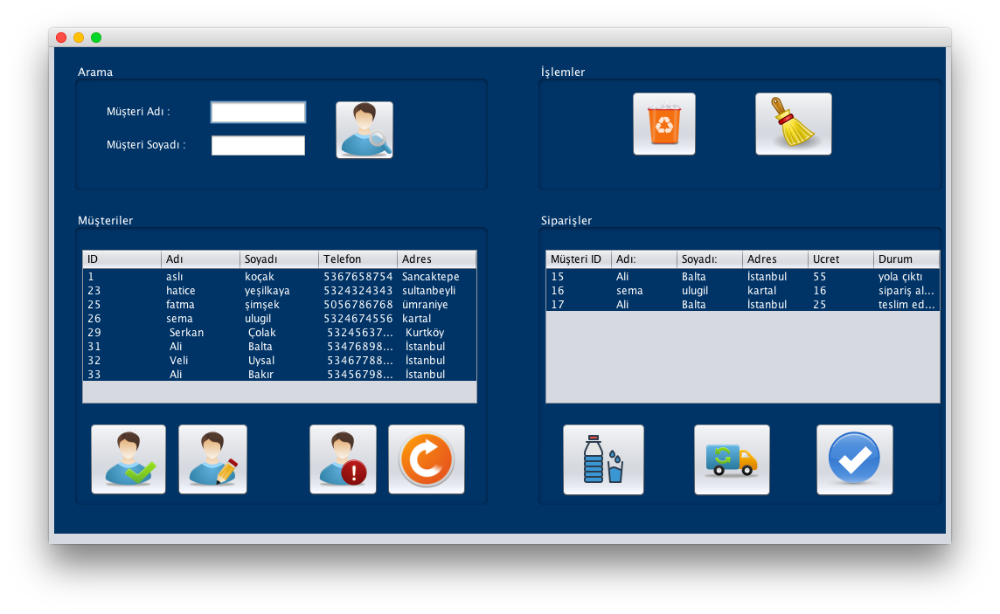 Arama
Müşteri Adı :
Müşteri Soyadı :
İşlemler
Müşteriler
ID Adı Soyadı Telefon Adres
1 aslı koçak 5367658754 Sancaktepe
23 hatice yeşilkaya 5324324343 sultanbeyli
25 fatma şimşek 5056786768 ümraniye
26 sema ulugil 5324674556 kartal
29 Serkan Çolak 53245637... Kurtköy
31 Ali Balta 53476898... İstanbul
32 Veli Uysal 53467788... İstanbul
33 Ali Bakır 53456798... İstanbul
Siparişler
Müşteri ID Adı: Soyadı: Adres Ucret Durum
15 Ali Balta İstanbul 55 yola çıktı
16 sema ulugil kartal 16 sipariş al...
17 Ali Balta İstanbul 25 teslim ed...